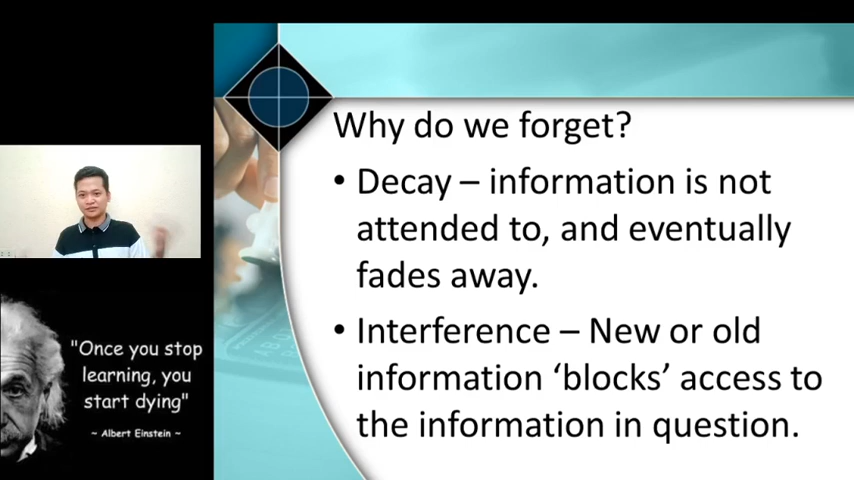 Why do we forget?
• Decay – information is not
attended to, and eventually
fades away.
• Interference – New or old
information ‘blocks’ access to
the information in question.
"Once you stop
learning, you
start dying"
~ Albert Einstein ~